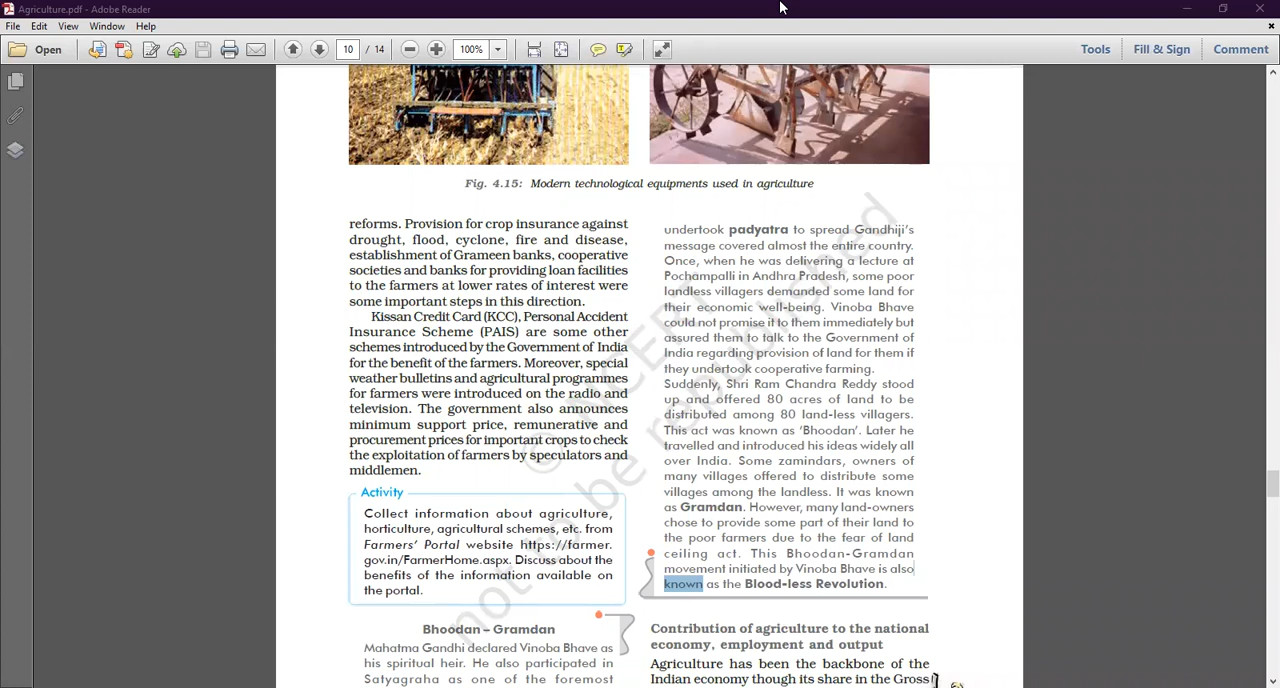 Agriculture.pdf - Adobe Reader
File Edit View Window Help
Open 10 / 14 100% Tools Fill & Sign Comment
Fig. 4.15: Modern technological equipments used in agriculture
reforms. Provision for crop insurance against
drought, flood, cyclone, fire and disease,
establishment of Grameen banks, cooperative
societies and banks for providing loan facilities
to the farmers at lower rates of interest were
some important steps in this direction.
Kissan Credit Card (KCC), Personal Accident
Insurance Scheme (PAIS) are some other
schemes introduced by the Government of India
for the benefit of the farmers. Moreover, special
weather bulletins and agricultural programmes
for farmers were introduced on the radio and
television. The government also announces
minimum support price, remunerative and
procurement prices for important crops to check
the exploitation of farmers by speculators and
middlemen.
Activity
Collect information about agriculture,
horticulture, agricultural schemes, etc. from
Farmers' Portal website https://farmer.
gov.in/FarmerHome.aspx. Discuss about the
benefits of the information available on
the portal.
Bhoodan – Gramdan
Mahatma Gandhi declared Vinoba Bhave as
his spiritual heir. He also participated in
Satyagraha as one of the foremost
undertook padyatra to spread Gandhiji's
message covered almost the entire country.
Once, when he was delivering a lecture at
Pochampalli in Andhra Pradesh, some poor
landless villagers demanded some land for
their economic well-being. Vinoba Bhave
could not promise it to them immediately but
assured them to talk to the Government of
India regarding provision of land for them if
they undertook cooperative farming.
Suddenly, Shri Ram Chandra Reddy stood
up and offered 80 acres of land to be
distributed among 80 land-less villagers.
This act was known as 'Bhoodan'. Later he
travelled and introduced his ideas widely all
over India. Some zamindars, owners of
many villages offered to distribute some
villages among the landless. It was known
as Gramdan. However, many land-owners
chose to provide some part of their land to
the poor farmers due to the fear of land
ceiling act. This Bhoodan-Gramdan
movement initiated by Vinoba Bhave is also
known as the Blood-less Revolution.
Contribution of agriculture to the national
economy, employment and output
Agriculture has been the backbone of the
Indian economy though its share in the Gross
© NCERT
not to be republished